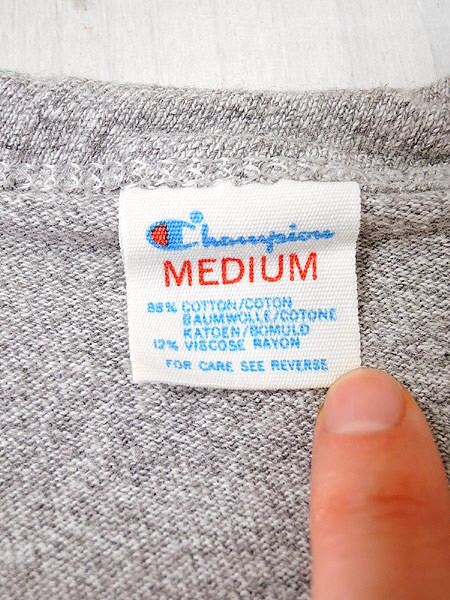 Champion
MEDIUM
88% COTTON/COTON
BAUMWOLLE/COTONE
KATOEN/BOMULD
12% VISCOSE RAYON
FOR CARE SEE REVERSE